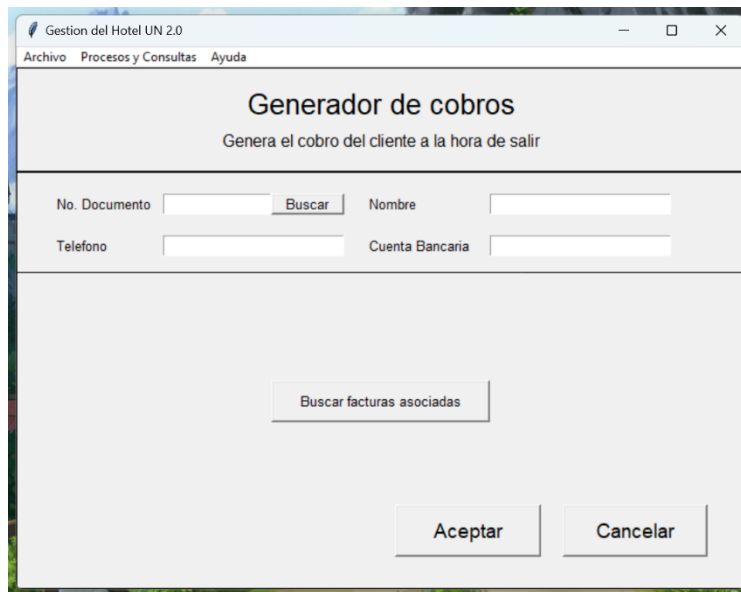 Gestion del Hotel UN 2.0
Archivo Procesos y Consultas Ayuda
Generador de cobros
Genera el cobro del cliente a la hora de salir
No. Documento Buscar Nombre
Telefono Cuenta Bancaria
Buscar facturas asociadas
Aceptar Cancelar